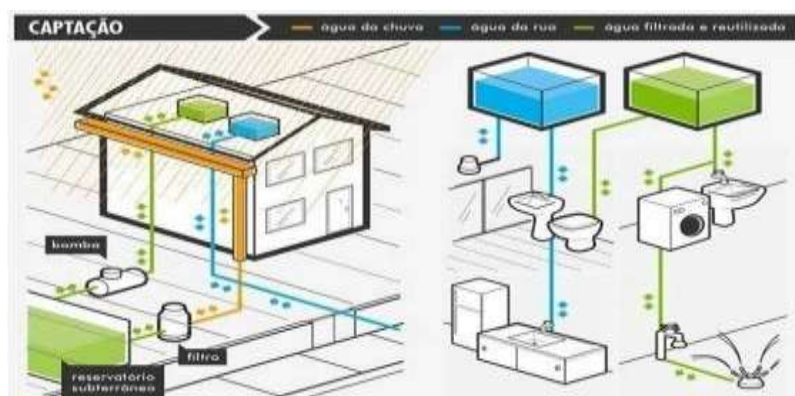 CAPTAÇÃO
água da chuva
água da rua
água filtrada e reutilizada
bomba
filtro
reservatório
subterrâneo